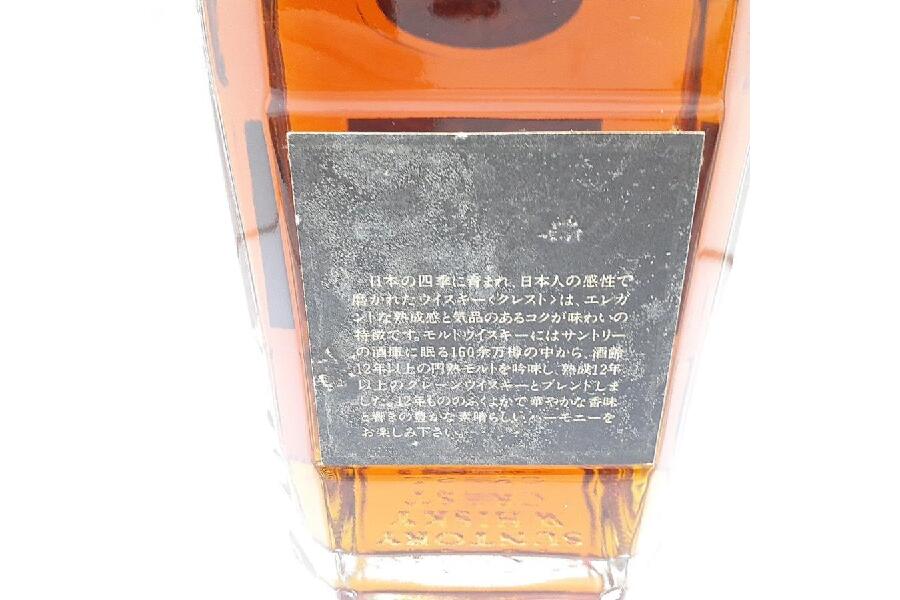 日本の四季に育まれ、日本人の感性で
磨かれたウイスキー〈クレスト〉は、エレガ
ントな熟成感と気品のあるコクが味わいの
特徴です。モルトウイスキーにはサントリー
の酒庫に眠る160余万樽の中から、酒齢
12年以上の円熟モルトを吟味し、熟成12年
以上のグレーンウイスキーとブレンドしま
した。12年もののふくよかで華やかな香味
と響きの豊かな素晴らしいハーモニーを
お楽しみ下さい。
CREST
WHISKY
SUNTORY